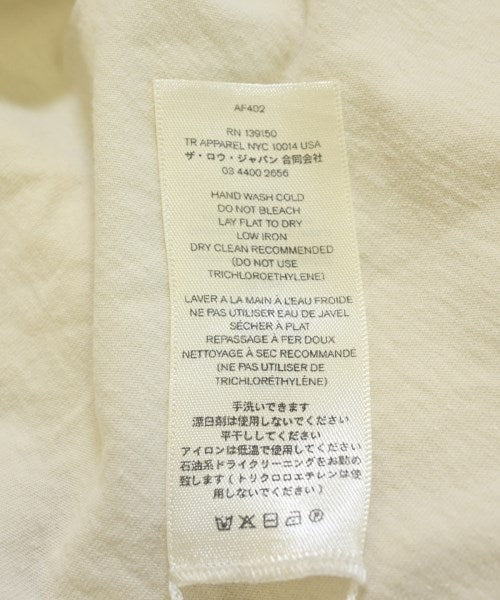 AF402
RN 139150
TR APPAREL NYC 10014 USA
ザ・ロウ・ジャパン 合同会社
03 4400 2656
HAND WASH COLD
DO NOT BLEACH
LAY FLAT TO DRY
LOW IRON
DRY CLEAN RECOMMENDED
(DO NOT USE
TRICHLOROETHYLENE)
LAVER A LA MAIN À L'EAU FROIDE
NE PAS UTILISER EAU DE JAVEL
SÉCHER À PLAT
REPASSAGE À FER DOUX
NETTOYAGE À SEC RECOMMANDÉ
(NE PAS UTILISER DE
TRICHLORÉTHYLÈNE)
手洗いできます
漂白剤は使用しないでください
平干ししてください
アイロンは低温で使用してください
石油系ドライクリーニングをお勧め
致します(トリクロロエチレンは使
用しないでください)